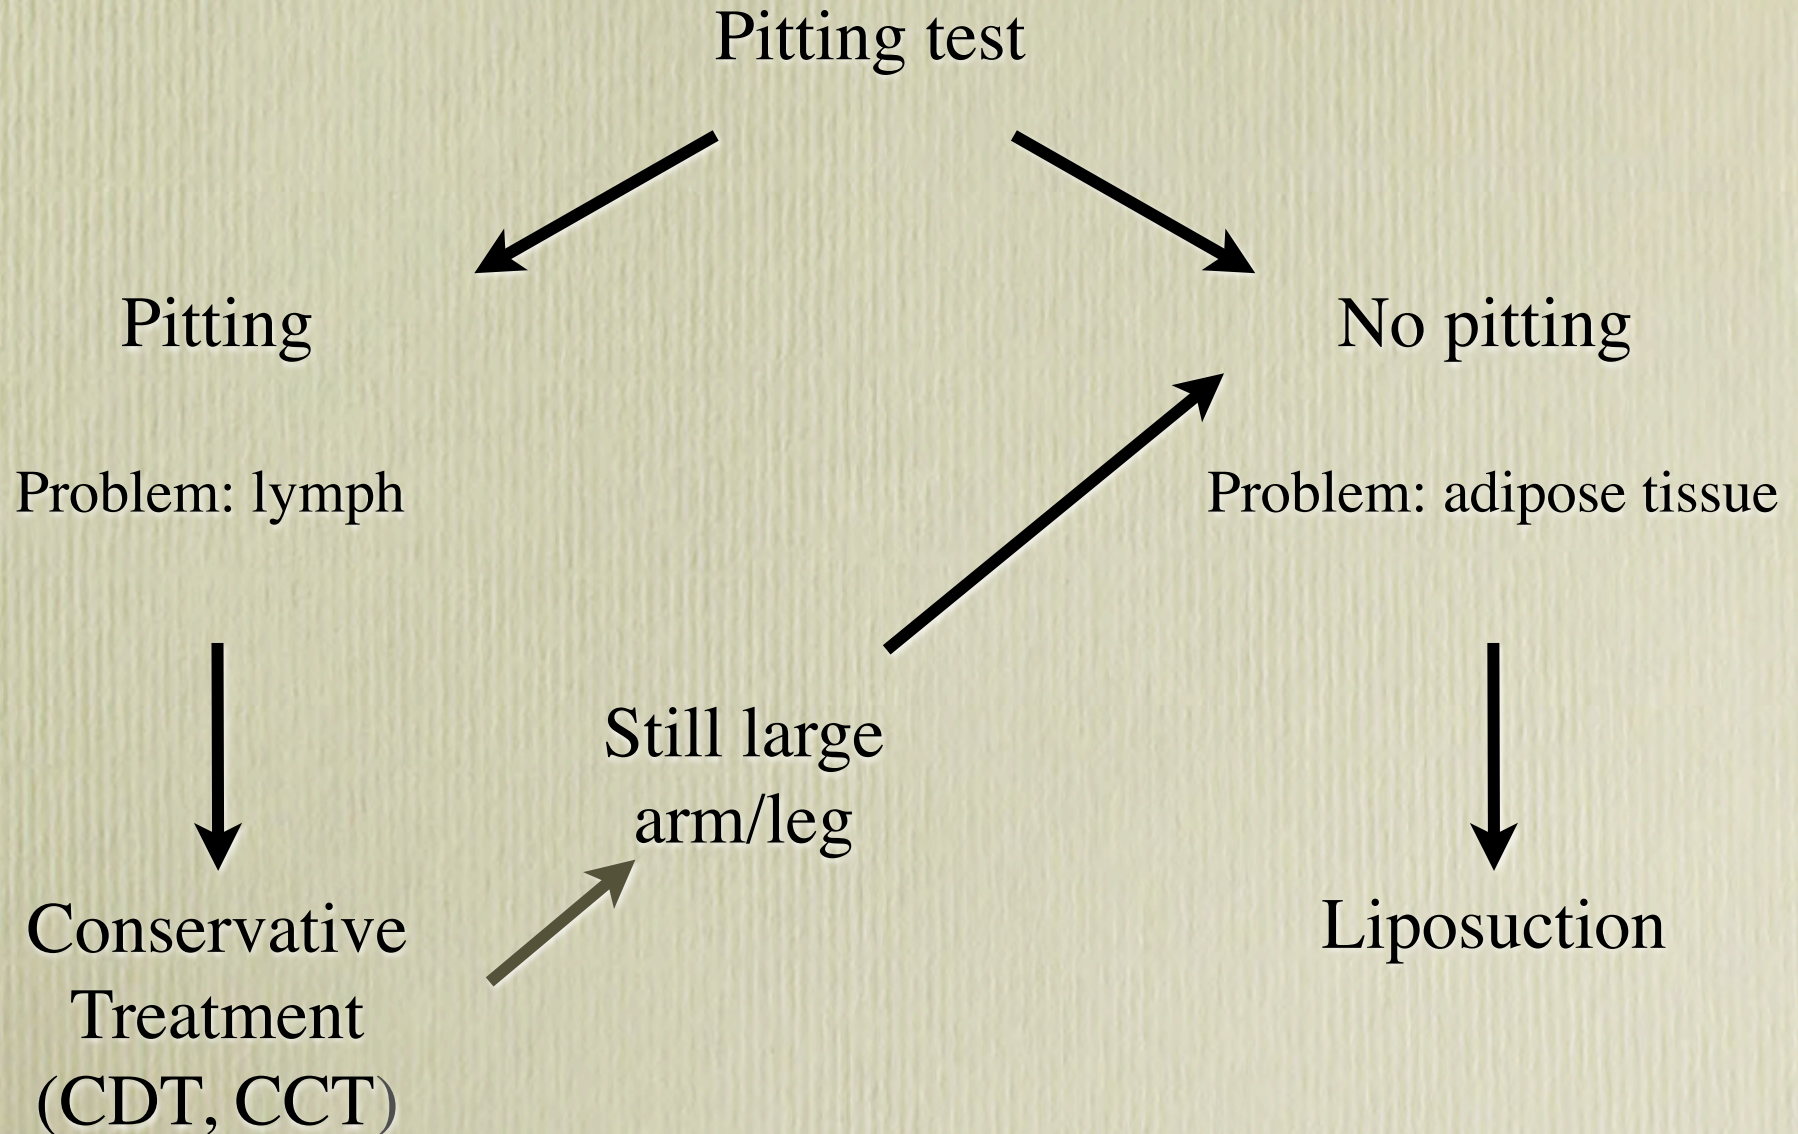 Pitting test
Pitting
No pitting
Problem: lymph
Problem: adipose tissue
Still large
arm/leg
Conservative
Treatment
(CDT, CCT)
Liposuction